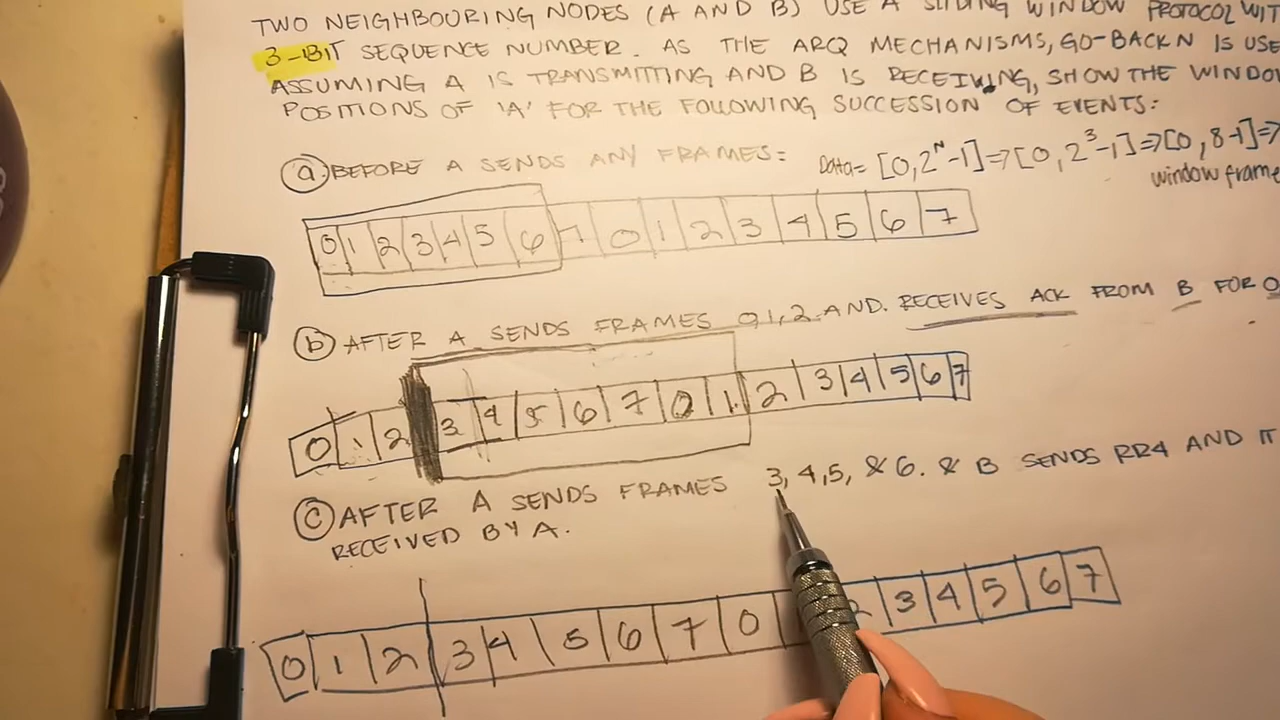 TWO NEIGHBOURING NODES (A AND B) USE A SLIDING WINDOW PROTOCOL WIT
3-BIT SEQUENCE NUMBER. AS THE ARQ MECHANISMS, GO-BACK N IS USE
ASSUMING A IS TRANSMITTING AND B IS RECEIVING, SHOW THE WINDOW
POSITIONS OF 'A' FOR THE FOLLOWING SUCCESSION OF EVENTS:
(a) BEFORE A SENDS ANY FRAMES: Data= [0,2^N-1]⇒[0,2^3-1]⇒[0,8-1]⇒
window frame
0 1 2 3 4 5 6 7 0 1 2 3 4 5 6 7
(b) AFTER A SENDS FRAMES 0,1,2 AND. RECEIVES ACK FROM B FOR 0
0 1 2 3 4 5 6 7 0 1 2 3 4 5 6 7
(c) AFTER A SENDS FRAMES 3, 4,5, & 6. & B SENDS RR4 AND IT
RECEIVED BY A.
0 1 2 3 4 5 6 7 0 2 3 4 5 6 7